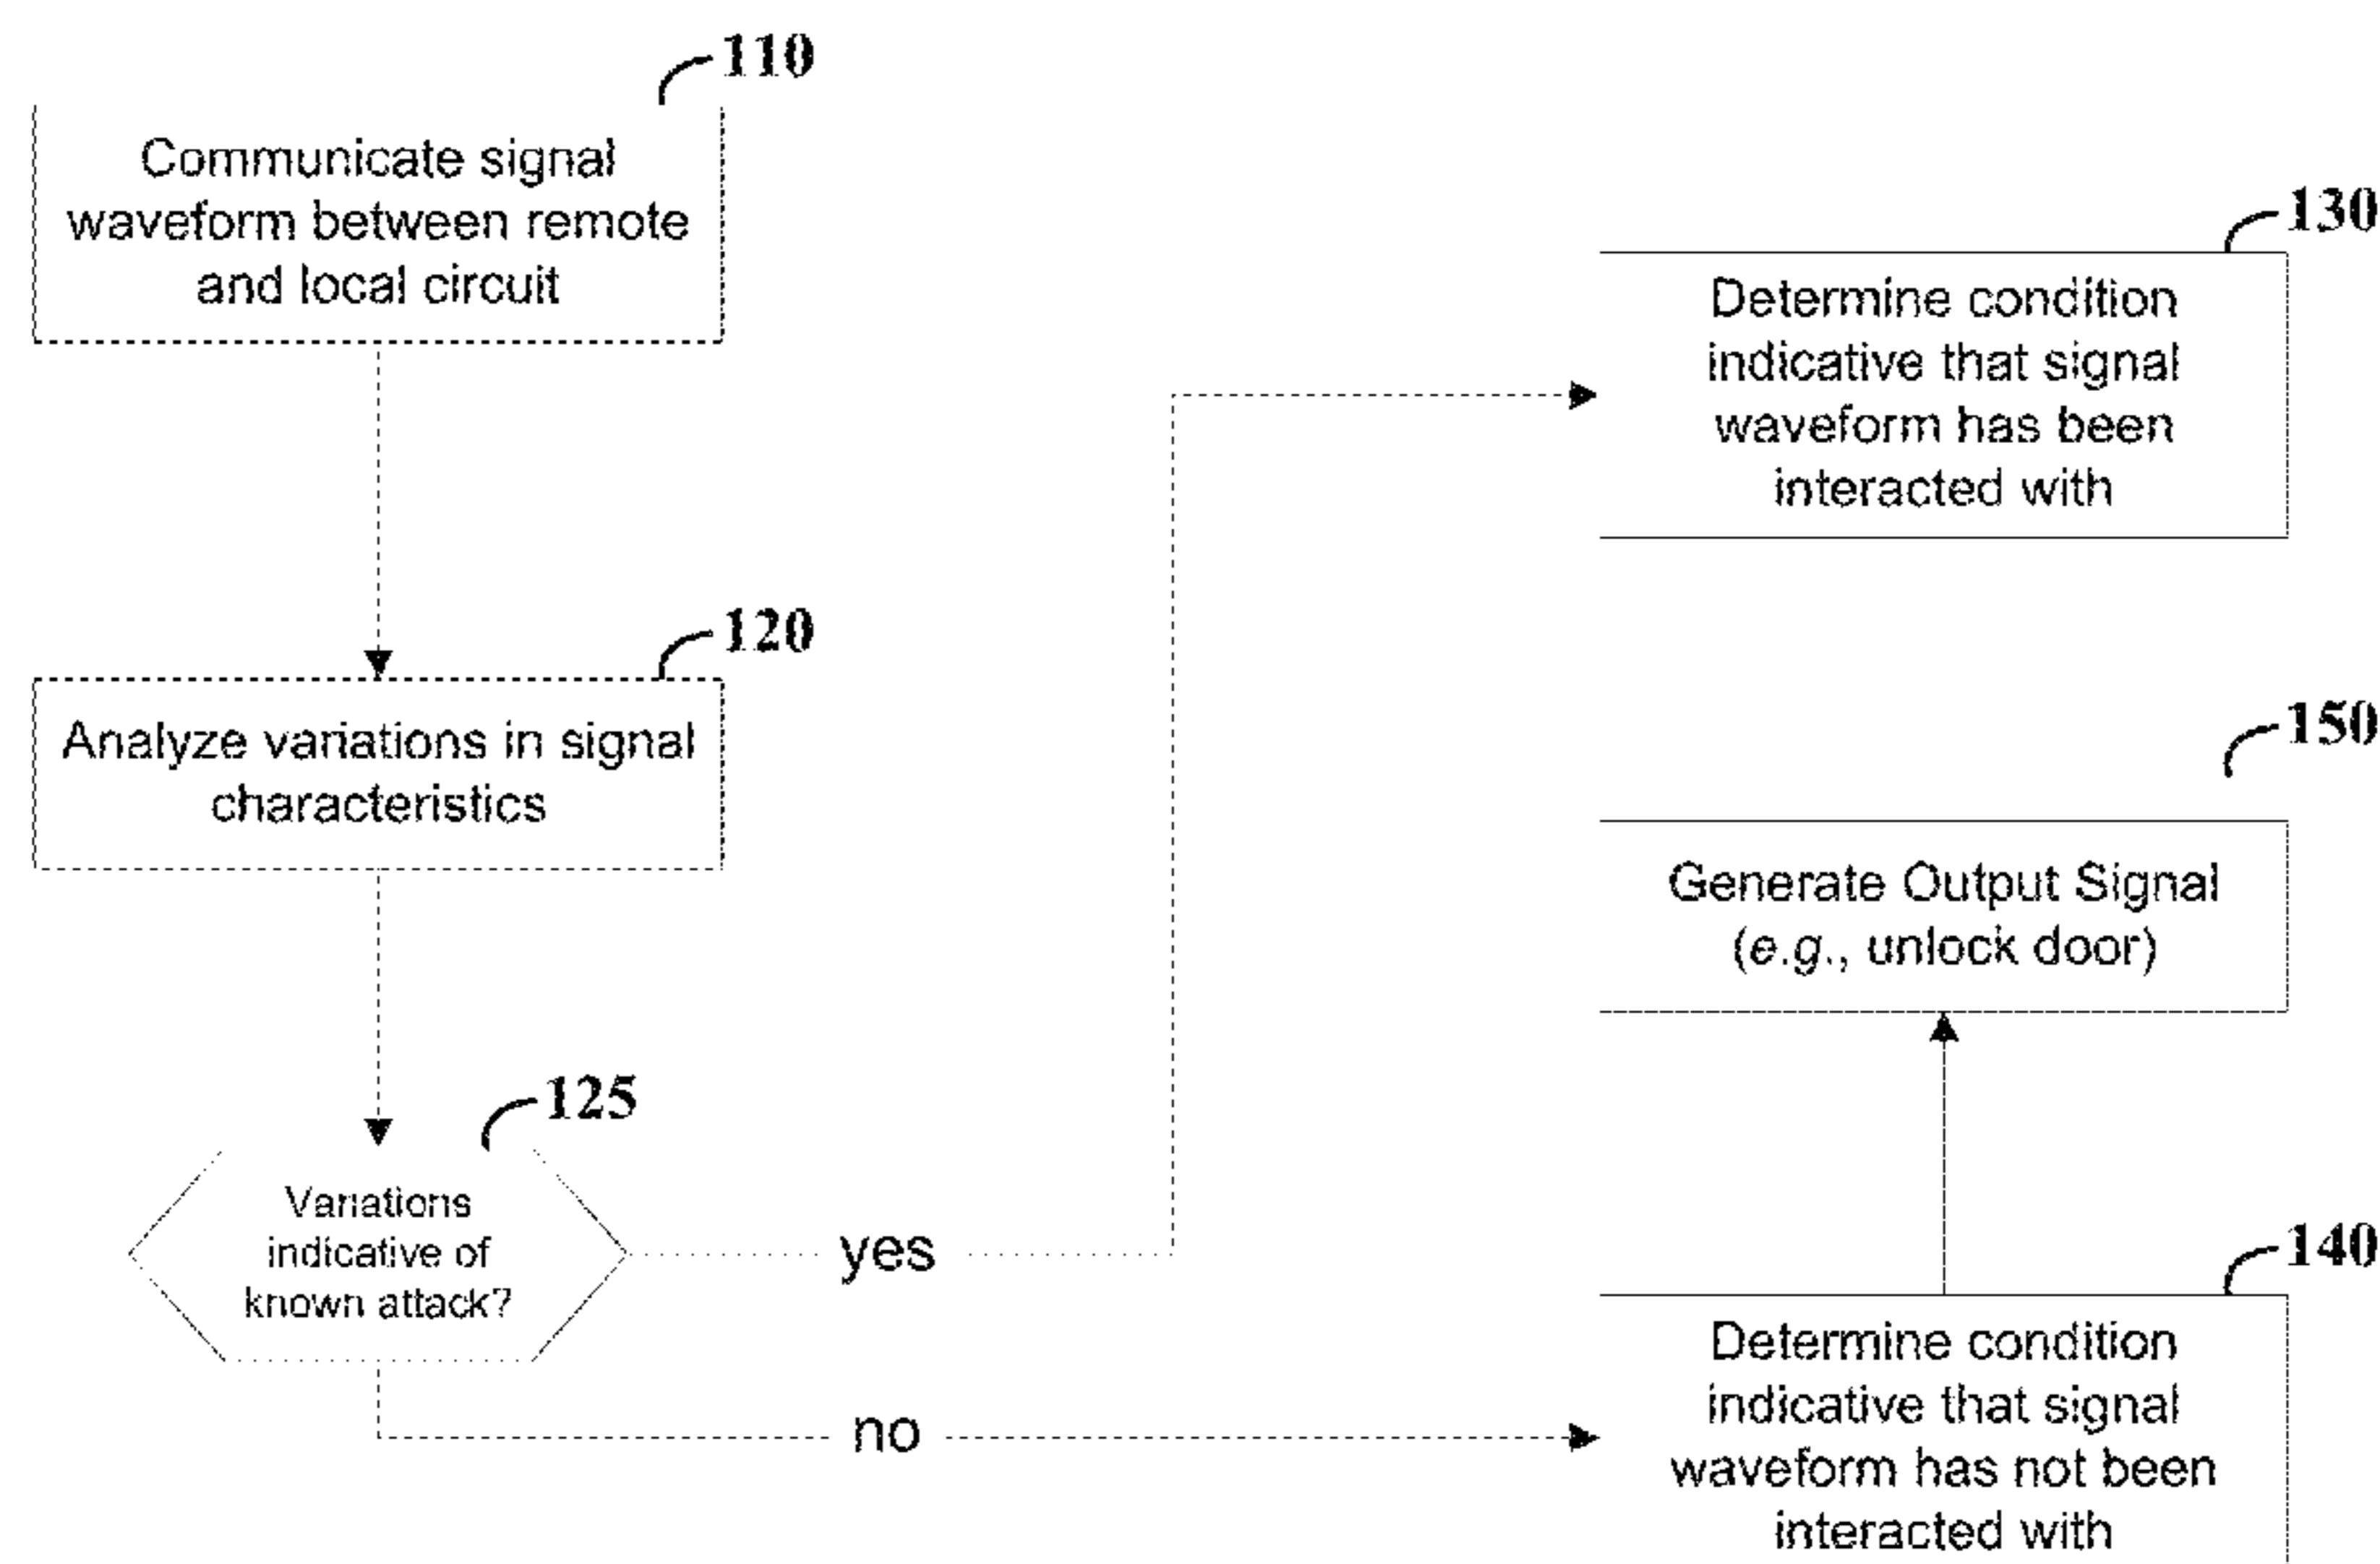 110
Communicate signal
waveform between remote
and local circuit
120
Analyze variations in signal
characteristics
125
Variations
indicative of
known attack?
yes
no
130
Determine condition
indicative that signal
waveform has been
interacted with
150
Generate Output Signal
(e.g., unlock door)
140
Determine condition
indicative that signal
waveform has not been
interacted with